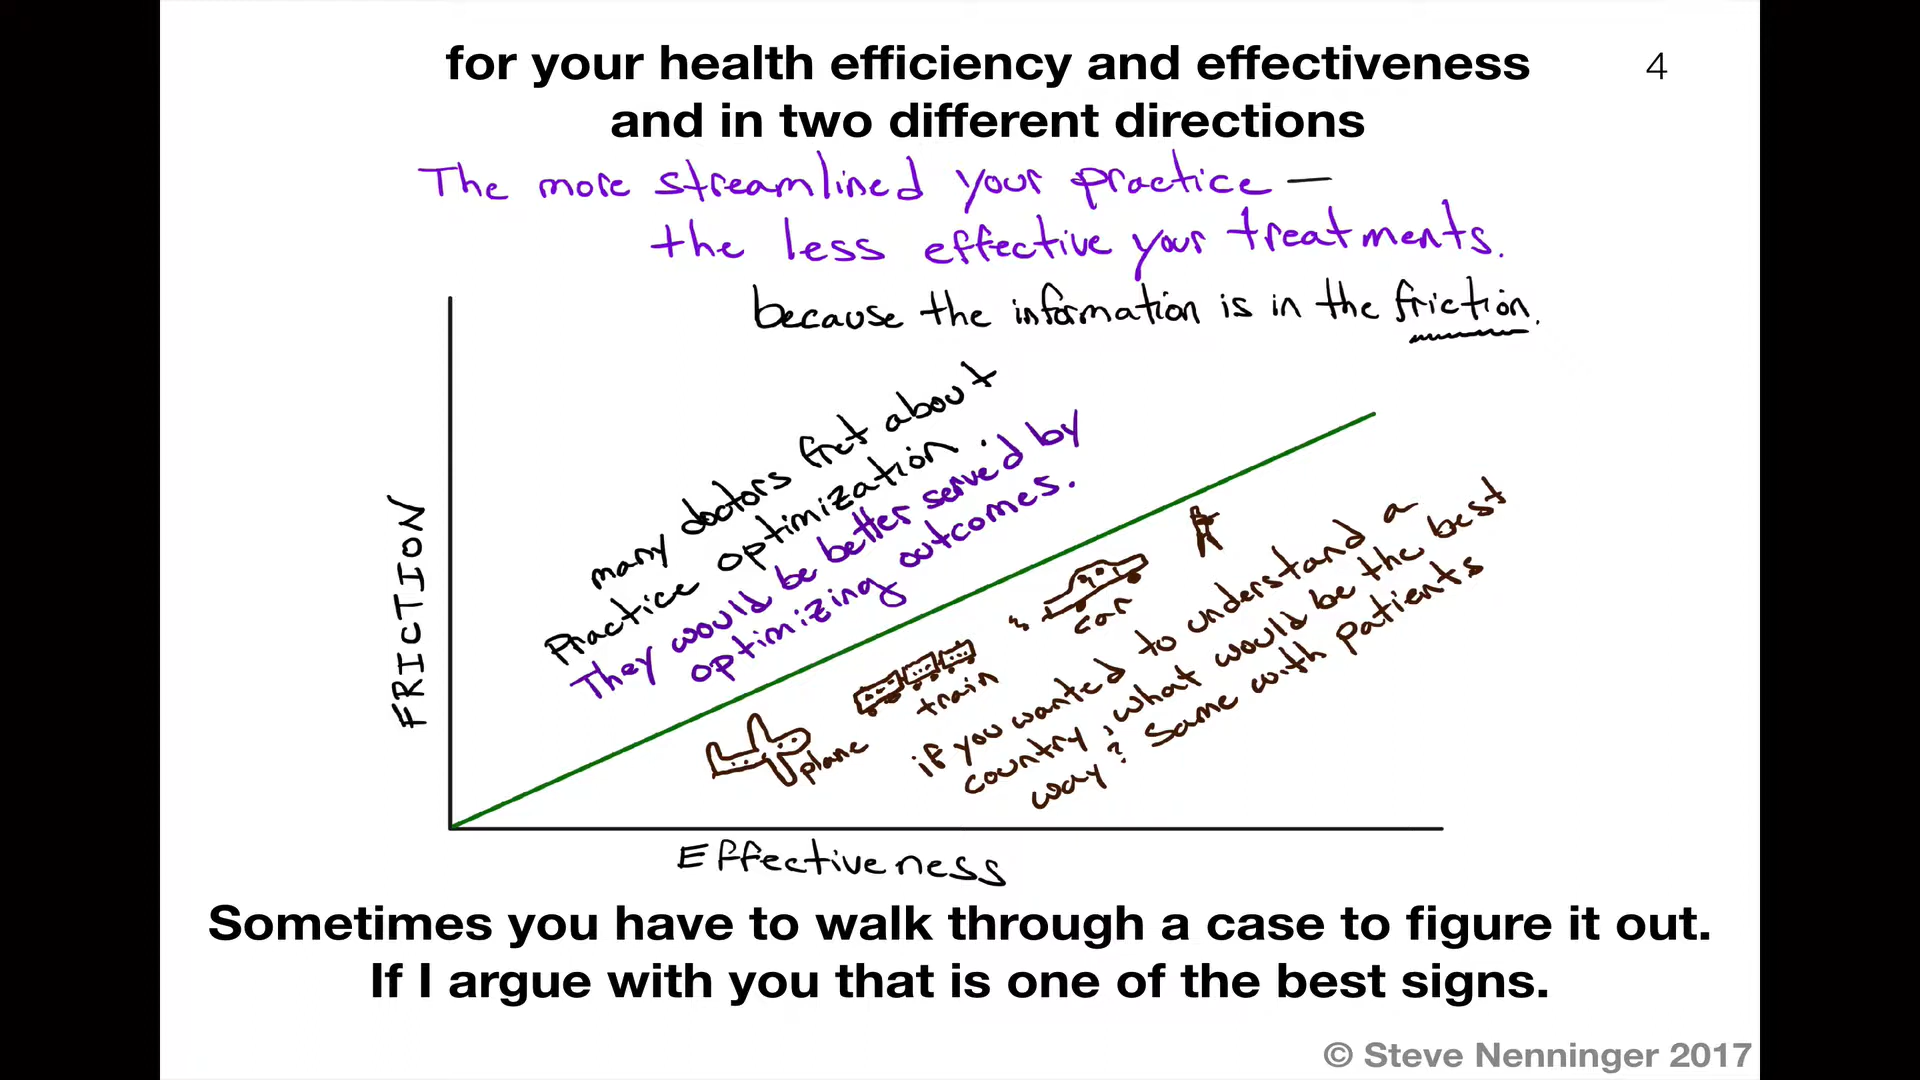 for your health efficiency and effectiveness
4
and in two different directions
The more streamlined your practice —
the less effective your treatments.
because the information is in the friction.
many doctors fret about
Practice optimization.
They would be better served by
optimizing outcomes.
FRICTION
car
train
plane
if you wanted to understand a
country, what would be the best
way? Same with patients
Effectiveness
Sometimes you have to walk through a case to figure it out.
If I argue with you that is one of the best signs.
© Steve Nenninger 2017